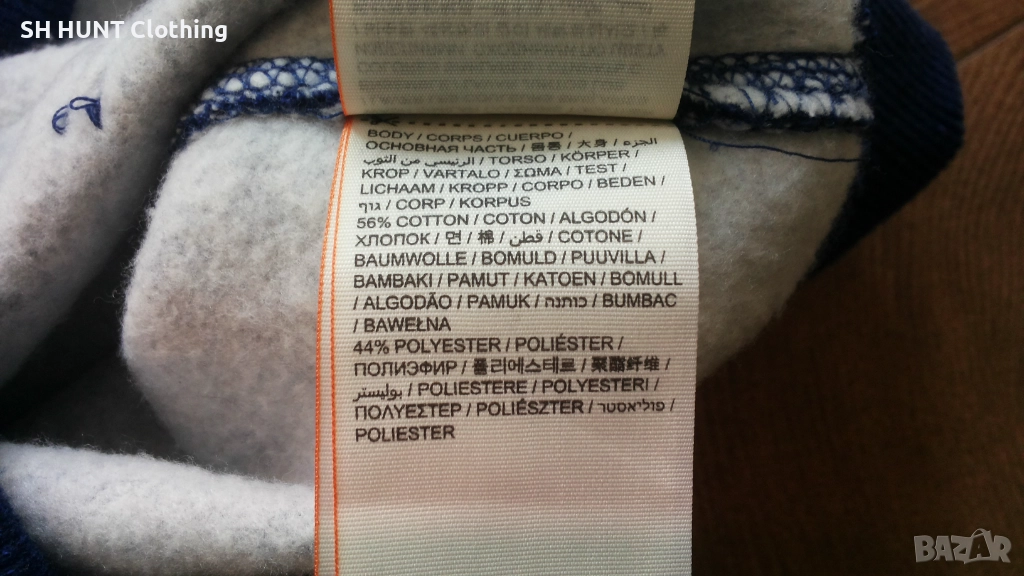 SH HUNT Clothing
BODY / CORPS / CUERPO /
ОСНОВНАЯ ЧАСТЬ / 몸통 / 大身 / الجزء
الرئيسي من الثوب / TORSO / KÖRPER /
KROP / VARTALO / ΣΩΜΑ / TEST /
LICHAAM / KROPP / CORPO / BEDEN /
גוף / CORP / KORPUS
56% COTTON / COTON / ALGODÓN /
ХЛОПОК / 면 / 棉 / قطن / COTONE /
BAUMWOLLE / BOMULD / PUUVILLA /
BAMBAKI / PAMUT / KATOEN / BOMULL
/ ALGODÃO / PAMUK / כותנה / BUMBAC
/ BAWEŁNA
44% POLYESTER / POLIÉSTER /
ПОЛИЭФИР / 폴리에스테르 / 聚酯纤维 /
بوليستر / POLIESTERE / POLYESTERI /
ΠΟΛΥΕΣΤΕΡ / POLIÉSZTER / פוליאסטר /
POLIESTER
BAZAR